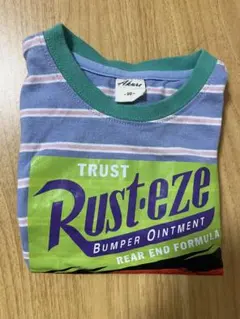 TRUST
Rust-eze
BUMPER OINTMENT
REAR END FORMULA